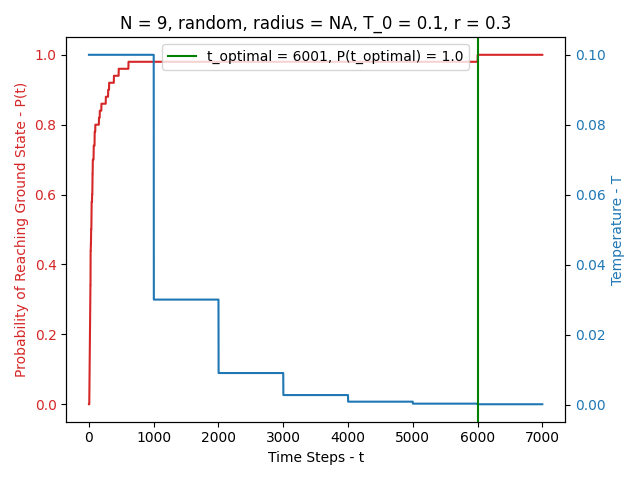 N = 9, random, radius = NA, T_0 = 0.1, r = 0.3
t_optimal = 6001, P(t_optimal) = 1.0
Probability of Reaching Ground State - P(t)
1.0
0.8
0.6
0.4
0.2
0.0
0.10
0.08
0.06
0.04
0.02
0.00
Temperature - T
0 1000 2000 3000 4000 5000 6000 7000
Time Steps - t